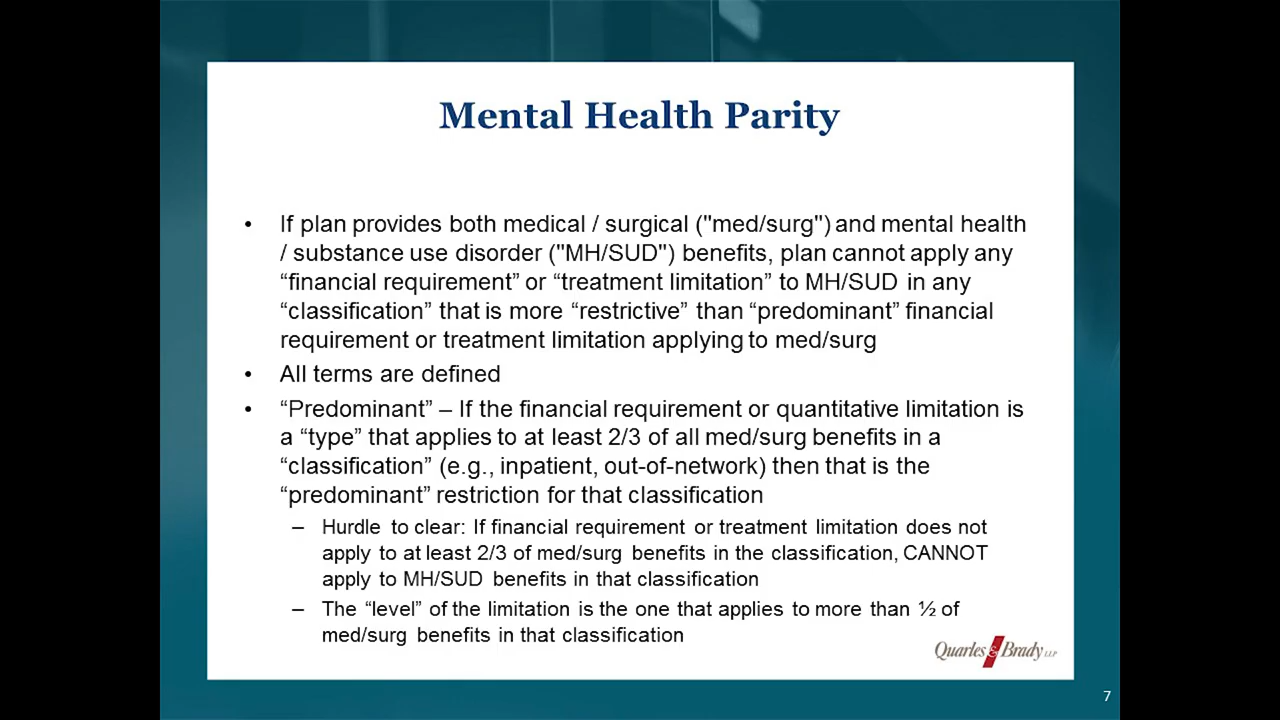 Mental Health Parity
• If plan provides both medical / surgical ("med/surg") and mental health
/ substance use disorder ("MH/SUD") benefits, plan cannot apply any
“financial requirement” or “treatment limitation” to MH/SUD in any
“classification” that is more “restrictive” than “predominant” financial
requirement or treatment limitation applying to med/surg
• All terms are defined
• “Predominant” – If the financial requirement or quantitative limitation is
a “type” that applies to at least 2/3 of all med/surg benefits in a
“classification” (e.g., inpatient, out-of-network) then that is the
“predominant” restriction for that classification
– Hurdle to clear: If financial requirement or treatment limitation does not
apply to at least 2/3 of med/surg benefits in the classification, CANNOT
apply to MH/SUD benefits in that classification
– The “level” of the limitation is the one that applies to more than ½ of
med/surg benefits in that classification
Quarles & Brady LLP
7